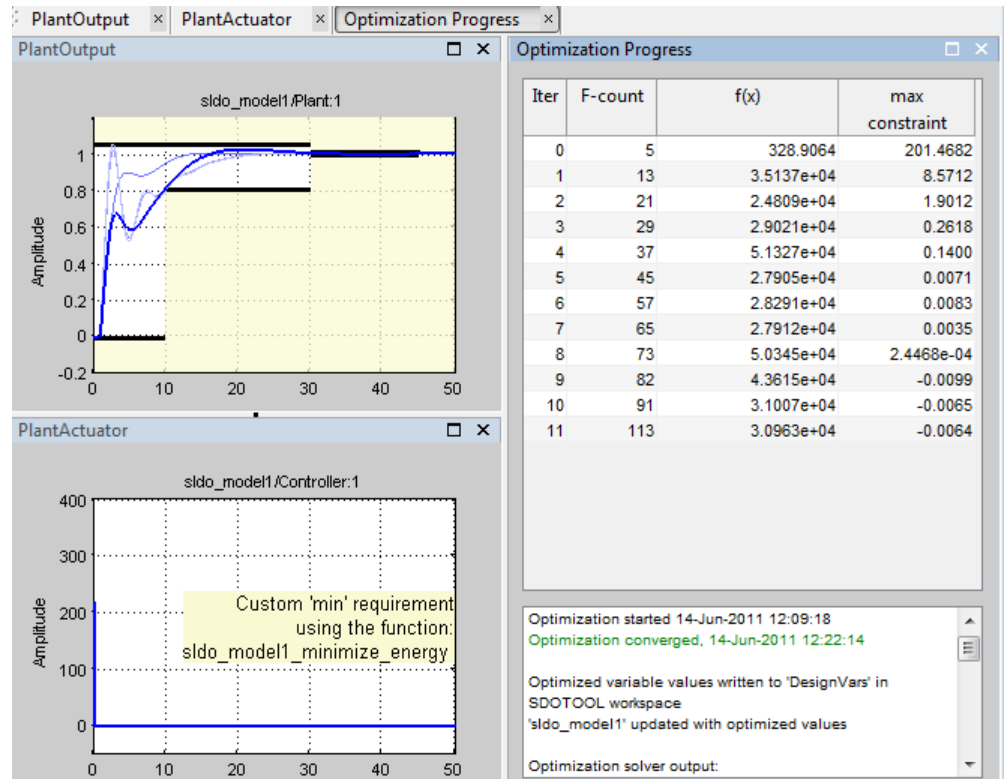 PlantOutput × PlantActuator × Optimization Progress ×
PlantOutput
sldo_model1/Plant:1
Amplitude
1
0.8
0.6
0.4
0.2
0
-0.2
0 10 20 30 40 50
PlantActuator
sldo_model1/Controller:1
Amplitude
400
300
200
100
0
Custom 'min' requirement
using the function:
sldo_model1_minimize_energy
0 10 20 30 40 50
Optimization Progress
Iter F-count f(x) max
constraint
0 5 328.9064 201.4682
1 13 3.5137e+04 8.5712
2 21 2.4809e+04 1.9012
3 29 2.9021e+04 0.2618
4 37 5.1327e+04 0.1400
5 45 2.7905e+04 0.0071
6 57 2.8291e+04 0.0083
7 65 2.7912e+04 0.0035
8 73 5.0345e+04 2.4468e-04
9 82 4.3615e+04 -0.0099
10 91 3.1007e+04 -0.0065
11 113 3.0963e+04 -0.0064
Optimization started 14-Jun-2011 12:09:18
Optimization converged, 14-Jun-2011 12:22:14
Optimized variable values written to 'DesignVars' in
SDOTOOL workspace
'sldo_model1' updated with optimized values
Optimization solver output: